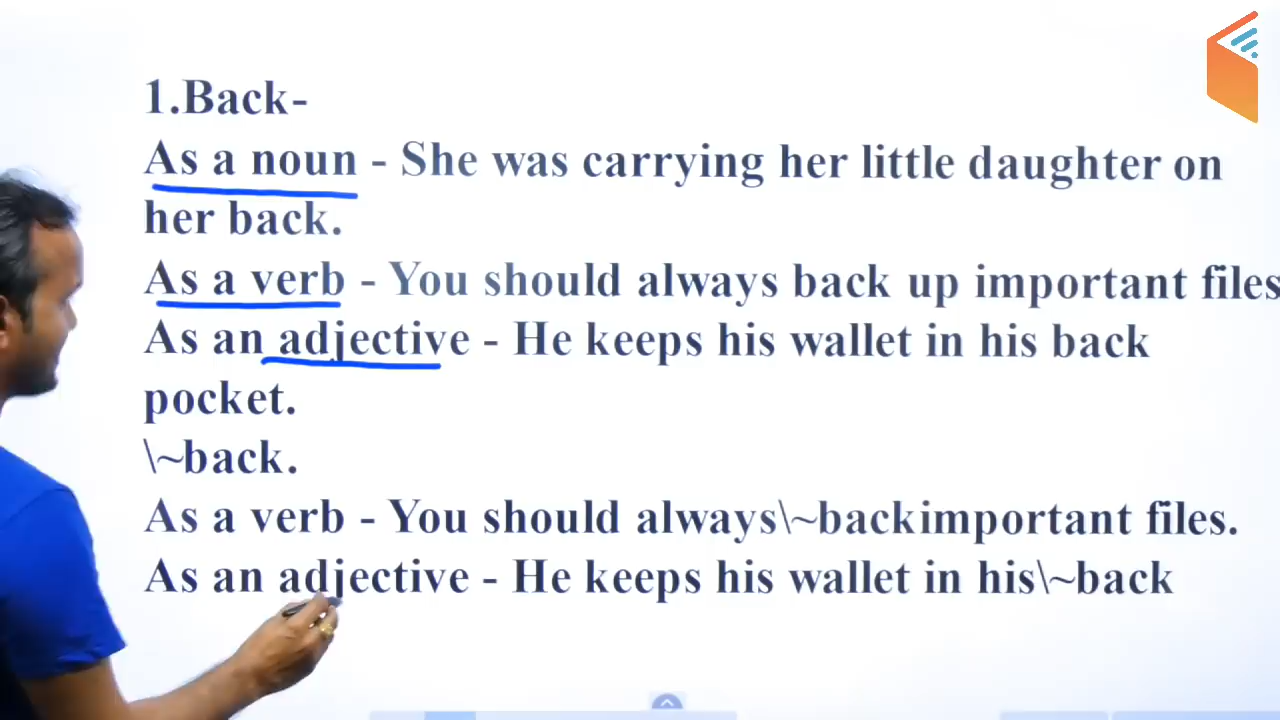 1.Back-
As a noun - She was carrying her little daughter on
her back.
As a verb - You should always back up important files
As an adjective - He keeps his wallet in his back
pocket.
\~back.
As a verb - You should always\~backimportant files.
As an adjective - He keeps his wallet in his\~back